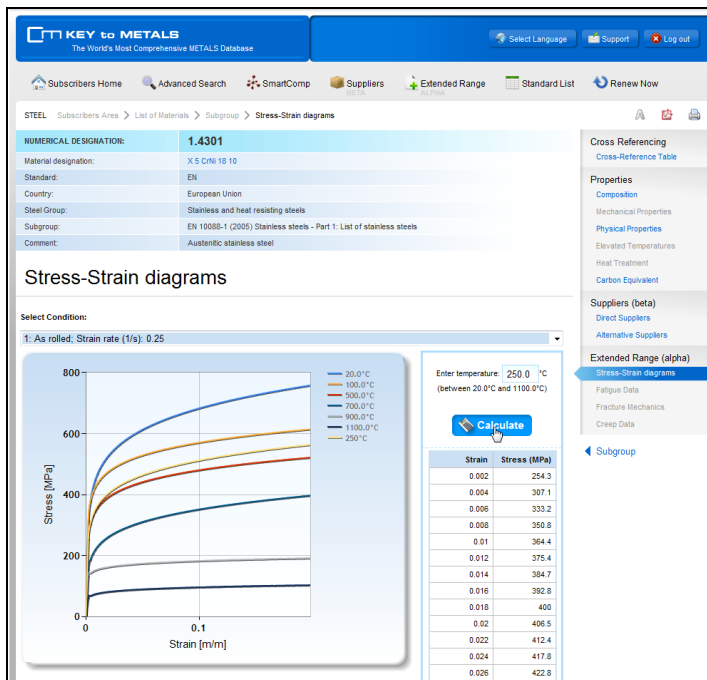 KEY to METALS
The World's Most Comprehensive METALS Database
Select Language
Support
Log out
Subscribers Home
Advanced Search
SmartComp
Suppliers
BETA
Extended Range
ALPHA
Standard List
Renew Now
STEEL Subscribers Area > List of Materials > Subgroup > Stress-Strain diagrams
NUMERICAL DESIGNATION: 1.4301
Material designation: X 5 CrNi 18 10
Standard: EN
Country: European Union
Steel Group: Stainless and heat resisting steels
Subgroup: EN 10088-1 (2005) Stainless steels - Part 1: List of stainless steels
Comment: Austenitic stainless steel
Stress-Strain diagrams
Select Condition:
1: As rolled; Strain rate (1/s): 0.25
800
600
400
200
0
Stress [MPa]
0
0.1
Strain [m/m]
20.0°C
100.0°C
500.0°C
700.0°C
900.0°C
1100.0°C
250°C
Enter temperature: 250.0 °C
(between 20.0°C and 1100.0°C)
Calculate
Strain Stress (MPa)
0.002 254.3
0.004 307.1
0.006 333.2
0.008 350.8
0.01 364.4
0.012 375.4
0.014 384.7
0.016 392.8
0.018 400
0.02 406.5
0.022 412.4
0.024 417.8
0.026 422.8
Cross Referencing
Cross-Reference Table
Properties
Composition
Mechanical Properties
Physical Properties
Elevated Temperatures
Heat Treatment
Carbon Equivalent
Suppliers (beta)
Direct Suppliers
Alternative Suppliers
Extended Range (alpha)
Stress-Strain diagrams
Fatigue Data
Fracture Mechanics
Creep Data
Subgroup